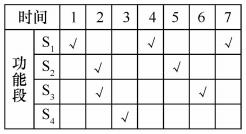 时间 1 2 3 4 5 6 7
功能段
S₁ √ √ √
S₂ √ √
S₃ √ √
S₄ √